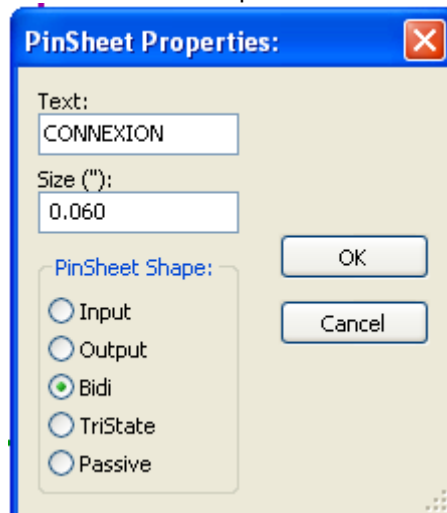 PinSheet Properties:
Text:
CONNEXION
Size ("):
0.060
PinSheet Shape:
Input
Output
Bidi
TriState
Passive
OK
Cancel